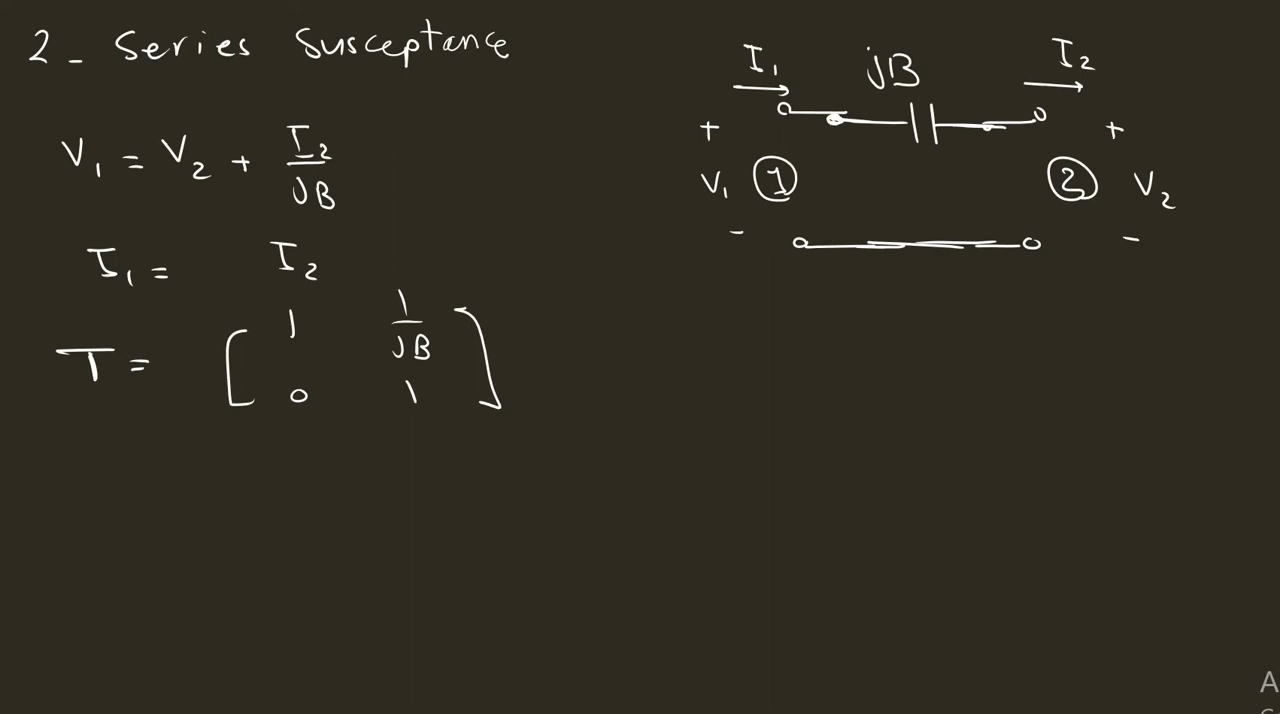 2- Series Susceptance
V₁ = V₂ + I₂/jB
I₁ = I₂
T = [ 1 1/jB
0 1 ]
I₁ jB I₂
+ +
V₁ 1 2 V₂
- -
A